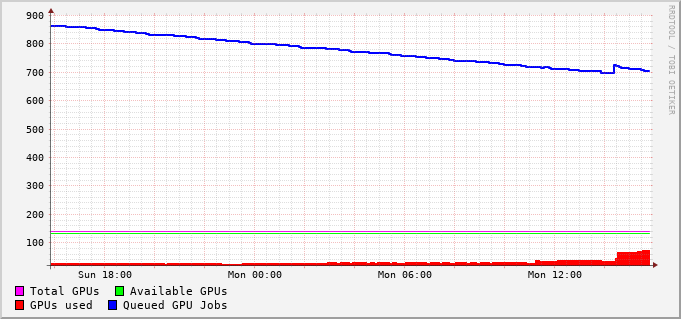 900
800
700
600
500
400
300
200
100
Sun 18:00 Mon 00:00 Mon 06:00 Mon 12:00
Total GPUs Available GPUs
GPUs used Queued GPU Jobs
RRDTOOL / TOBI OETIKER